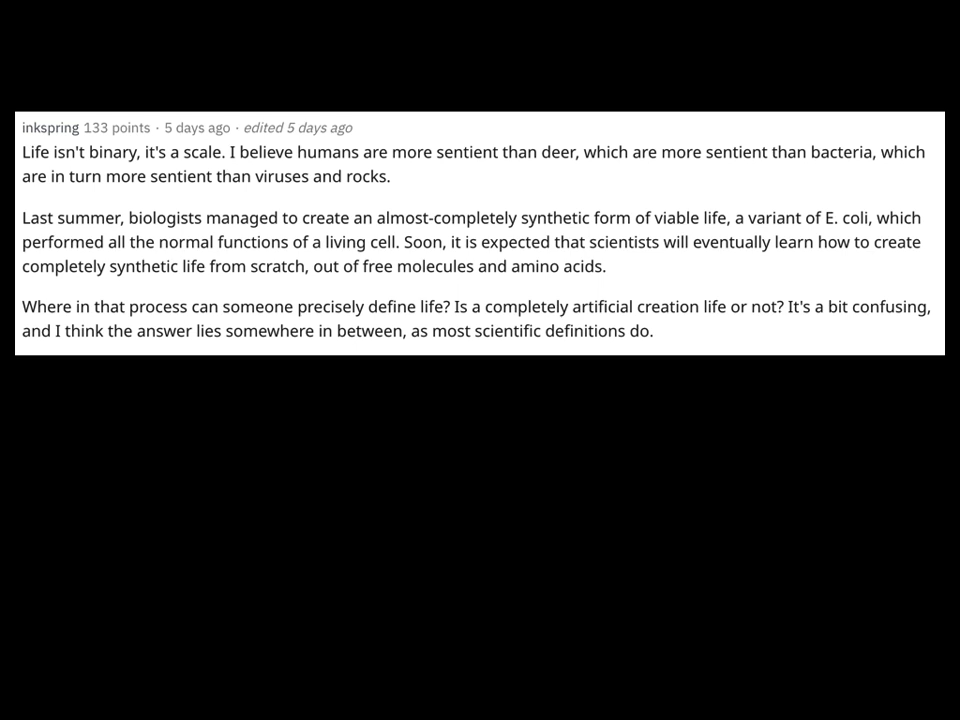 inkspring 133 points · 5 days ago · edited 5 days ago
Life isn't binary, it's a scale. I believe humans are more sentient than deer, which are more sentient than bacteria, which
are in turn more sentient than viruses and rocks.
Last summer, biologists managed to create an almost-completely synthetic form of viable life, a variant of E. coli, which
performed all the normal functions of a living cell. Soon, it is expected that scientists will eventually learn how to create
completely synthetic life from scratch, out of free molecules and amino acids.
Where in that process can someone precisely define life? Is a completely artificial creation life or not? It's a bit confusing,
and I think the answer lies somewhere in between, as most scientific definitions do.